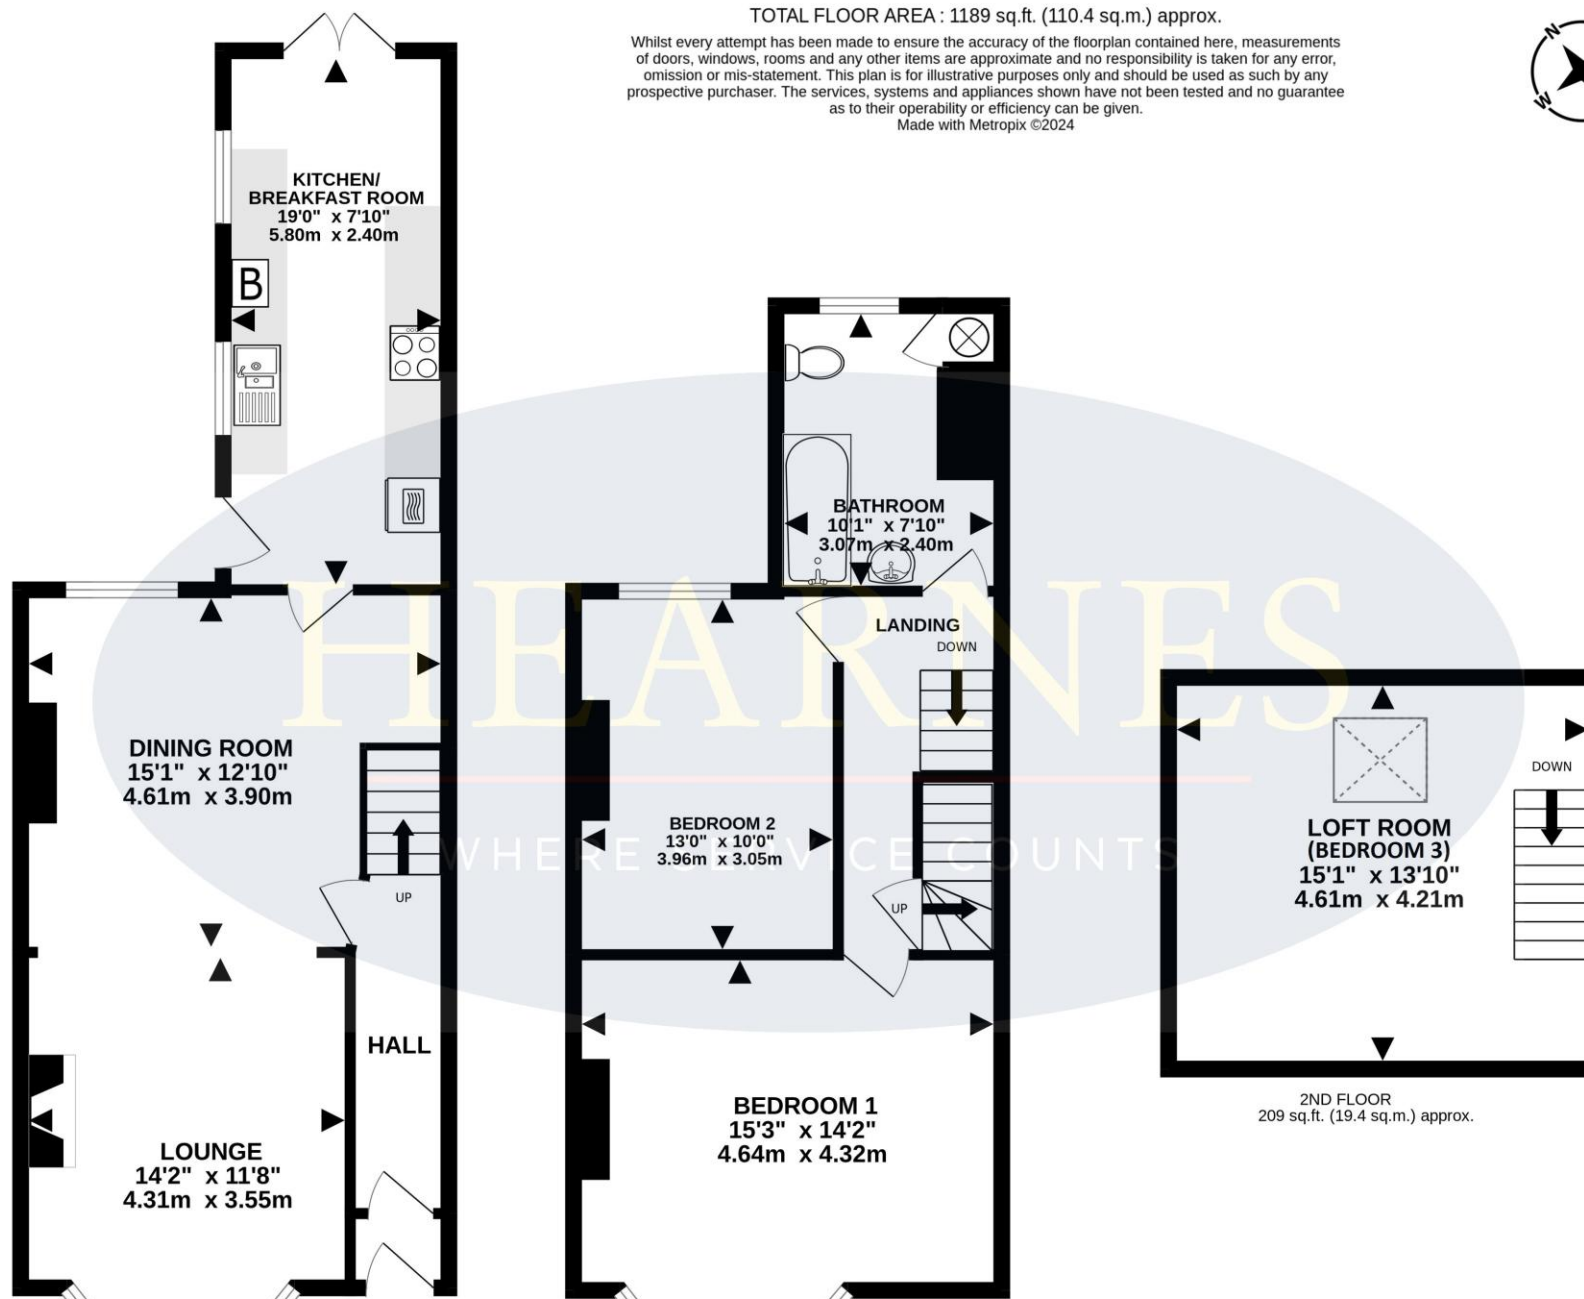 TOTAL FLOOR AREA : 1189 sq.ft. (110.4 sq.m.) approx.
Whilst every attempt has been made to ensure the accuracy of the floorplan contained here, measurements
of doors, windows, rooms and any other items are approximate and no responsibility is taken for any error,
omission or mis-statement. This plan is for illustrative purposes only and should be used as such by any
prospective purchaser. The services, systems and appliances shown have not been tested and no guarantee
as to their operability or efficiency can be given.
Made with Metropix ©2024
N
W
KITCHEN/
BREAKFAST ROOM
19'0" x 7'10"
5.80m x 2.40m
B
BATHROOM
10'1" x 7'10"
3.07m x 2.40m
LANDING
DOWN
HEARNES
WHERE SERVICE COUNTS
DINING ROOM
15'1" x 12'10"
4.61m x 3.90m
UP
BEDROOM 2
13'0" x 10'0"
3.96m x 3.05m
UP
DOWN
LOFT ROOM
(BEDROOM 3)
15'1" x 13'10"
4.61m x 4.21m
HALL
LOUNGE
14'2" x 11'8"
4.31m x 3.55m
BEDROOM 1
15'3" x 14'2"
4.64m x 4.32m
2ND FLOOR
209 sq.ft. (19.4 sq.m.) approx.